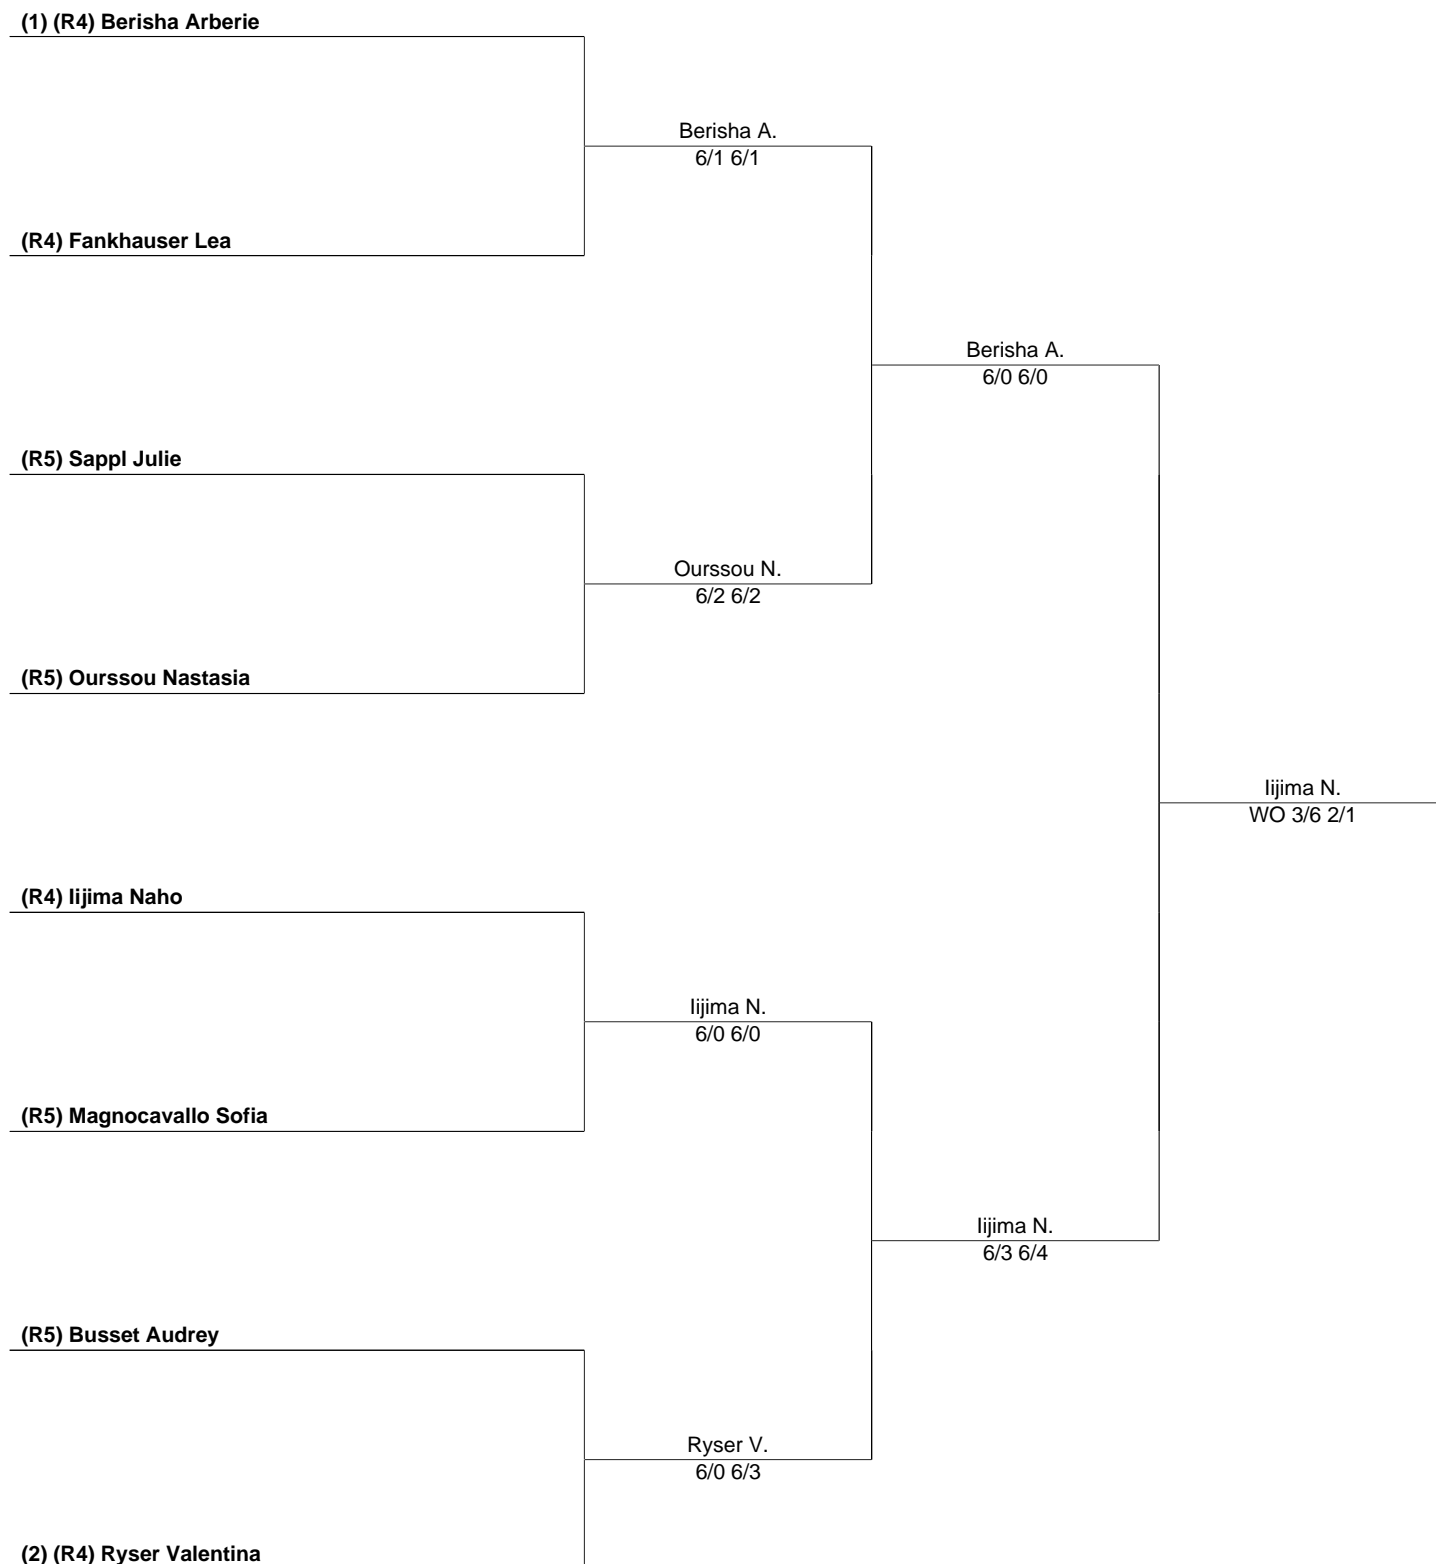 (1) (R4) Berisha Arberie
Berisha A.
6/1 6/1
(R4) Fankhauser Lea
Berisha A.
6/0 6/0
(R5) Sappl Julie
Ourssou N.
6/2 6/2
(R5) Ourssou Nastasia
Iijima N.
WO 3/6 2/1
(R4) Iijima Naho
Iijima N.
6/0 6/0
(R5) Magnocavallo Sofia
Iijima N.
6/3 6/4
(R5) Busset Audrey
Ryser V.
6/0 6/3
(2) (R4) Ryser Valentina